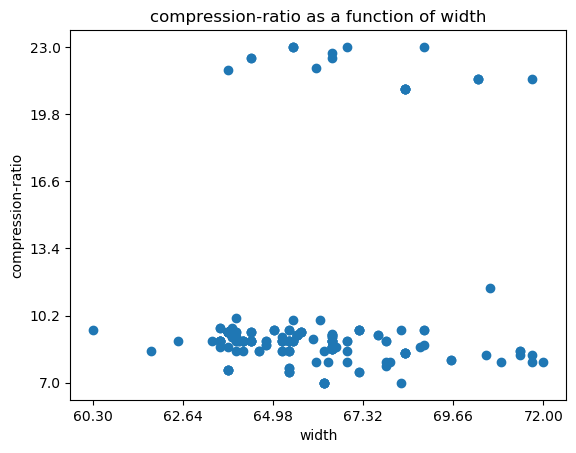 compression-ratio as a function of width
compression-ratio
23.0
19.8
16.6
13.4
10.2
7.0
60.30 62.64 64.98 67.32 69.66 72.00
width